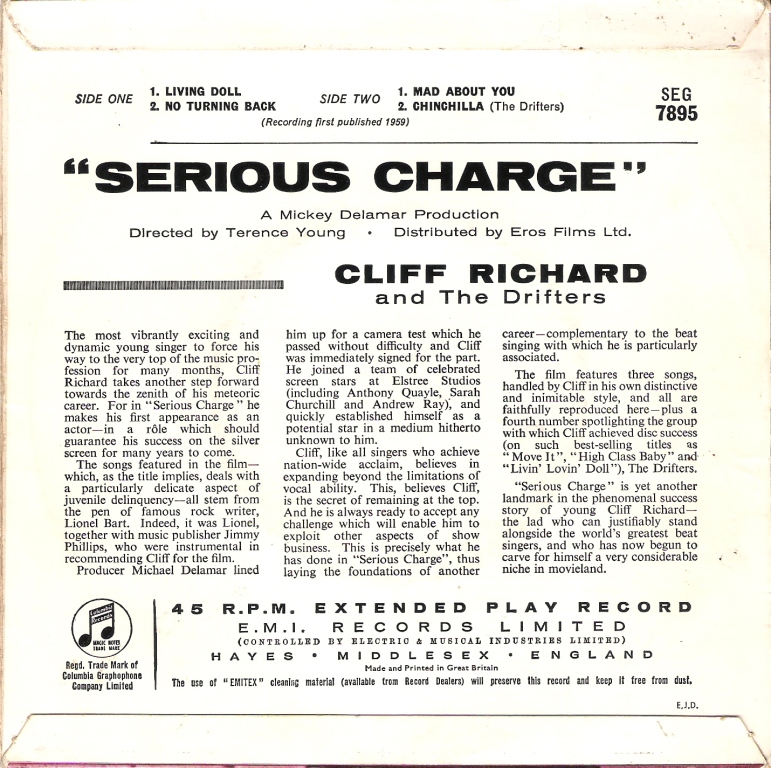 SIDE ONE
1. LIVING DOLL
2. NO TURNING BACK
SIDE TWO
1. MAD ABOUT YOU
2. CHINCHILLA (The Drifters)
(Recording first published 1959)
SEG
7895
“SERIOUS CHARGE”
A Mickey Delamar Production
Directed by Terence Young • Distributed by Eros Films Ltd.
CLIFF RICHARD
and The Drifters
The most vibrantly exciting and
dynamic young singer to force his
way to the very top of the music pro-
fession for many months, Cliff
Richard takes another step forward
towards the zenith of his meteoric
career. For in “Serious Charge” he
makes his first appearance as an
actor—in a rôle which should
guarantee his success on the silver
screen for many years to come.
The songs featured in the film—
which, as the title implies, deals with
a particularly delicate aspect of
juvenile delinquency—all stem from
the pen of famous rock writer,
Lionel Bart. Indeed, it was Lionel,
together with music publisher Jimmy
Phillips, who were instrumental in
recommending Cliff for the film.
Producer Michael Delamar lined
him up for a camera test which he
passed without difficulty and Cliff
was immediately signed for the part.
He joined a team of celebrated
screen stars at Elstree Studios
(including Anthony Quayle, Sarah
Churchill and Andrew Ray), and
quickly established himself as a
potential star in a medium hitherto
unknown to him.
Cliff, like all singers who achieve
nation-wide acclaim, believes in
expanding beyond the limitations of
vocal ability. This, believes Cliff,
is the secret of remaining at the top.
And he is always ready to accept any
challenge which will enable him to
exploit other aspects of show
business. This is precisely what he
has done in “Serious Charge”, thus
laying the foundations of another
career—complementary to the beat
singing with which he is particularly
associated.
The film features three songs,
handled by Cliff in his own distinctive
and inimitable style, and all are
faithfully reproduced here—plus a
fourth number spotlighting the group
with which Cliff achieved disc success
(on such best-selling titles as
“Move It”, “High Class Baby” and
“Livin’ Lovin’ Doll”), The Drifters.
“Serious Charge” is yet another
landmark in the phenomenal success
story of young Cliff Richard—
the lad who can justifiably stand
alongside the world’s greatest beat
singers, and who has now begun to
carve for himself a very considerable
niche in movieland.
Columbia
Records
MAGIC NOTES
TRADE MARK
Regd. Trade Mark of
Columbia Graphophone
Company Limited
45 R.P.M. EXTENDED PLAY RECORD
E.M.I. RECORDS LIMITED
(CONTROLLED BY ELECTRIC & MUSICAL INDUSTRIES LIMITED)
HAYES • MIDDLESEX • ENGLAND
Made and Printed in Great Britain
The use of “EMITEX” cleaning material (available from Record Dealers) will preserve this record and keep it free from dust.
E.J.D.